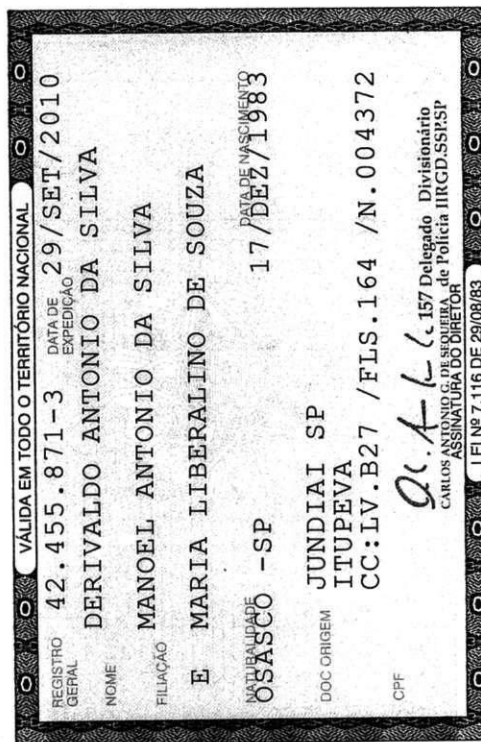 VÁLIDA EM TODO O TERRITÓRIO NACIONAL
REGISTRO GERAL 42.455.871-3 DATA DE EXPEDIÇÃO 29/SET/2010
NOME DERIVALDO ANTONIO DA SILVA
FILIAÇÃO MANOEL ANTONIO DA SILVA
E MARIA LIBERALINO DE SOUZA
NATURALIDADE DATA DE NASCIMENTO
OSASCO -SP 17/DEZ/1983
DOC ORIGEM JUNDIAI SP
ITUPEVA
CC:LV.B27 /FLS.164 /N.004372
CPF
157 Delegado Divisionário
CARLOS ANTONIO G. DE SEQUEIRA de Polícia IIRGD.SSP.SP
ASSINATURA DO DIRETOR
LEI Nº 7.116 DE 29/08/83